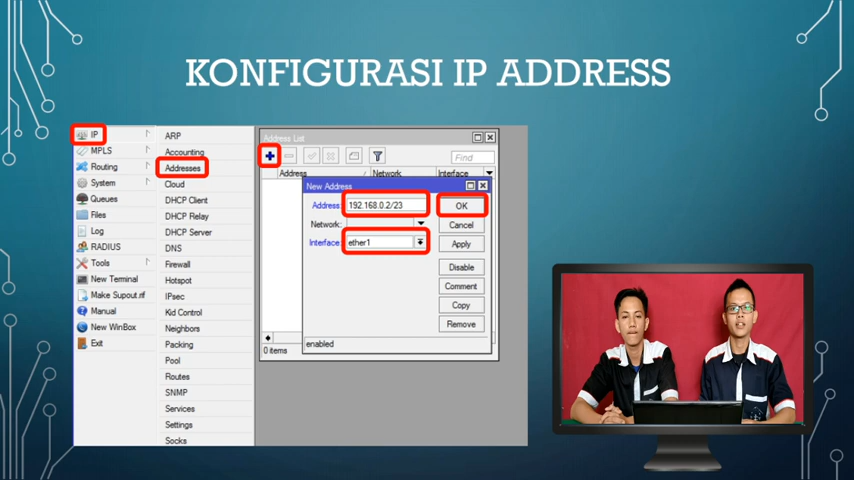 KONFIGURASI IP ADDRESS
IP
MPLS
Routing
System
Queues
Files
Log
RADIUS
Tools
New Terminal
Make Supout.rif
Manual
New WinBox
Exit
ARP
Accounting
Addresses
Cloud
DHCP Client
DHCP Relay
DHCP Server
DNS
Firewall
Hotspot
IPsec
Kid Control
Neighbors
Packing
Pool
Routes
SNMP
Services
Settings
Socks
Address List
Find
Address / Network Interface
New Address
Address: 192.168.0.2/23
Network:
Interface: ether1
OK
Cancel
Apply
Disable
Comment
Copy
Remove
enabled
0 items